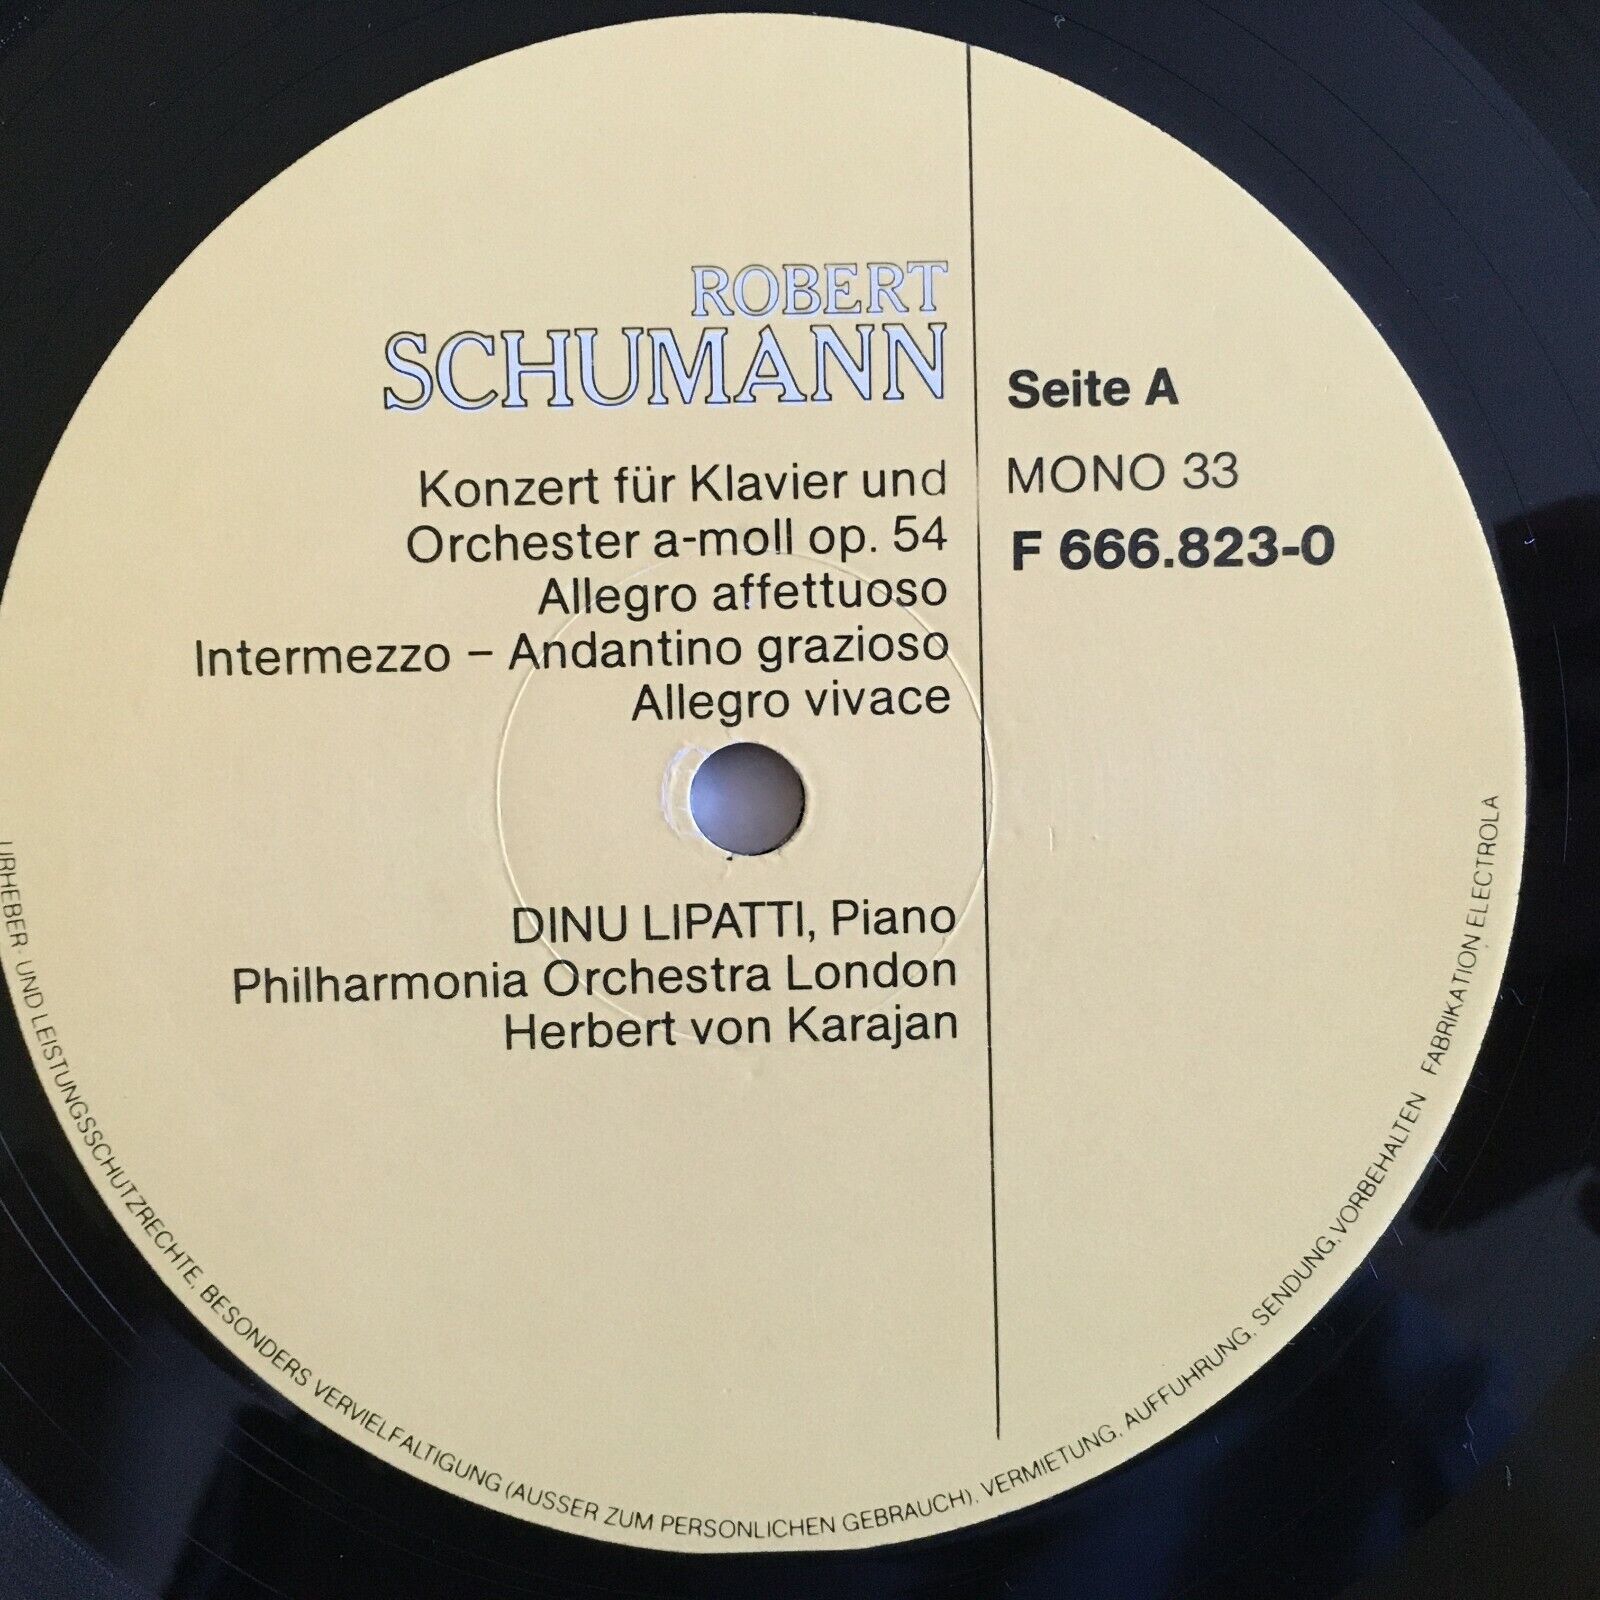 ROBERT
SCHUMANN
Konzert für Klavier und
Orchester a-moll op. 54
Allegro affettuoso
Intermezzo – Andantino grazioso
Allegro vivace
DINU LIPATTI, Piano
Philharmonia Orchestra London
Herbert von Karajan
Seite A
MONO 33
F 666.823-0
URHEBER- UND LEISTUNGSSCHUTZRECHTE, BESONDERS VERVIELFALTIGUNG (AUSSER ZUM PERSONLICHEN GEBRAUCH), VERMIETUNG, AUFFUHRUNG, SENDUNG, VORBEHALTEN FABRIKATION ELECTROLA